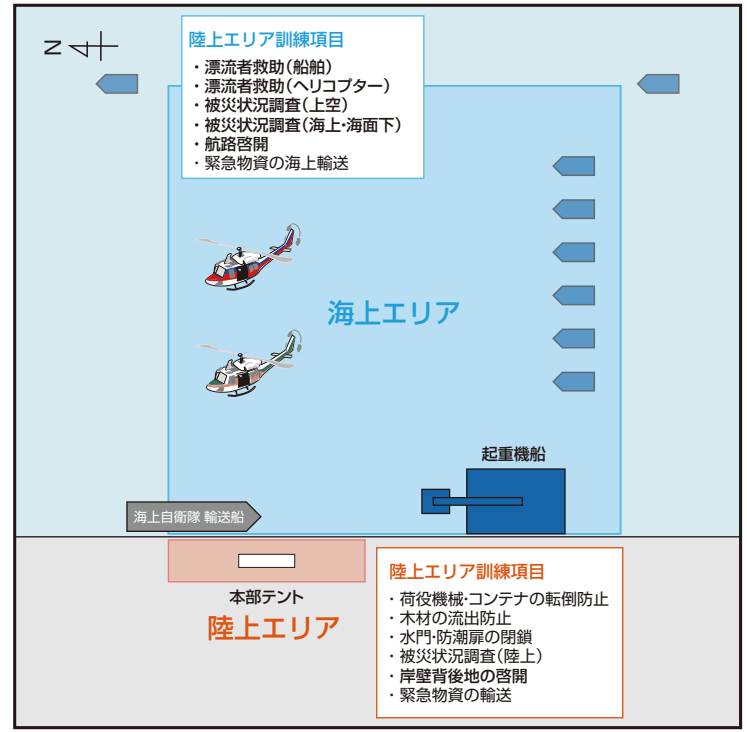 N
陸上エリア訓練項目
・漂流者救助(船舶)
・漂流者救助(ヘリコプター)
・被災状況調査(上空)
・被災状況調査(海上・海面下)
・航路啓開
・緊急物資の海上輸送
海上エリア
起重機船
海上自衛隊 輸送船
本部テント
陸上エリア
陸上エリア訓練項目
・荷役機械・コンテナの転倒防止
・木材の流出防止
・水門・防潮扉の閉鎖
・被災状況調査(陸上)
・岸壁背後地の啓開
・緊急物資の輸送